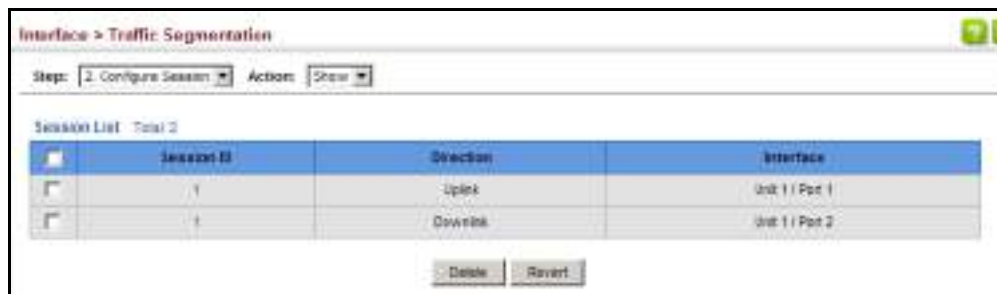 Interface > Traffic Segmentation
Step: 2. Configure Session Action: Show
Session List Total 2
Session ID Direction Interface
1 Uplink Unit 1 / Port 1
1 Downlink Unit 1 / Port 2
Delete Revert